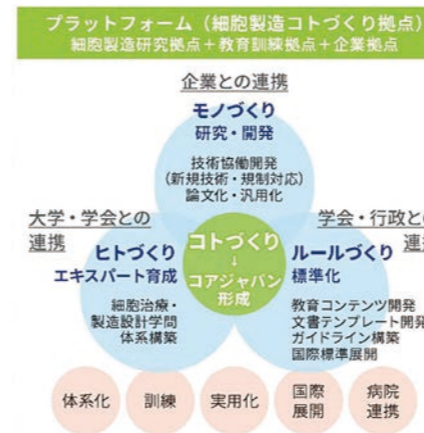 プラットフォーム（細胞製造コトづくり拠点）
細胞製造研究拠点＋教育訓練拠点＋企業拠点
企業との連携
モノづくり
研究・開発
技術協働開発
（新規技術・規制対応）
論文化・汎用化
大学・学会との
連携
ヒトづくり
エキスパート育成
細胞治療・
製造設計学問
体系構築
コトづくり
↓
コアジャパン
形成
学会・行政との
連携
ルールづくり
標準化
教育コンテンツ開発
文書テンプレート開発
ガイドライン構築
国際標準展開
体系化
訓練
実用化
国際
展開
病院
連携